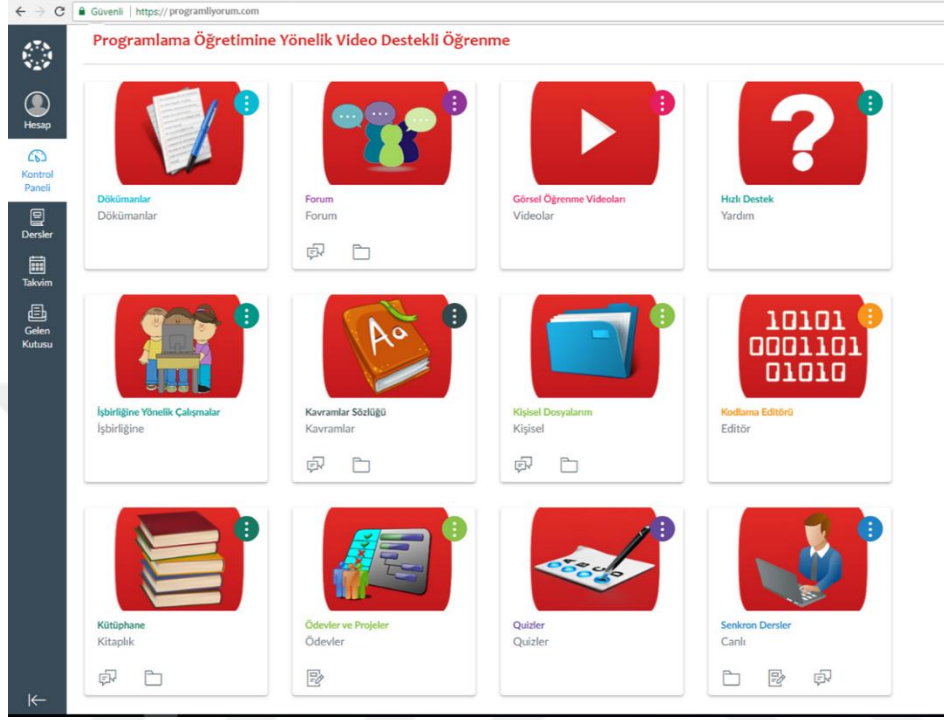 Güvenli | https://programliyorum.com
Programlama Öğretimine Yönelik Video Destekli Öğrenme
Hesap
Kontrol
Paneli
Dersler
Takvim
Gelen
Kutusu
Dökümanlar
Dökümanlar
Forum
Forum
Görsel Öğrenme Videoları
Videolar
Hızlı Destek
Yardım
İşbirliğine Yönelik Çalışmalar
İşbirliğine
Aa
Kavramlar Sözlüğü
Kavramlar
Kişisel Dosyalarım
Kişisel
10101
0001101
01010
Kodlama Editörü
Editör
Kütüphane
Kitaplık
Ödevler ve Projeler
Ödevler
A B C D
Quizler
Quizler
Senkron Dersler
Canlı